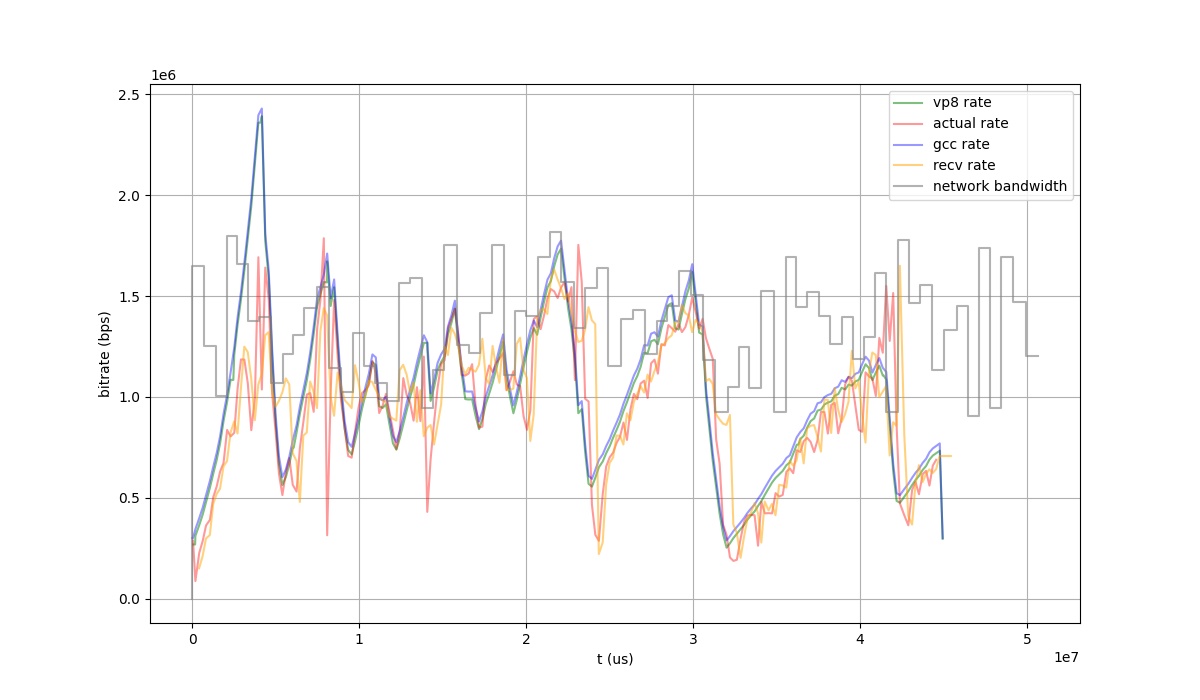 1e6
bitrate (bps)
2.5
2.0
1.5
1.0
0.5
0.0
vp8 rate
actual rate
gcc rate
recv rate
network bandwidth
0 1 2 3 4 5
1e7
t (us)